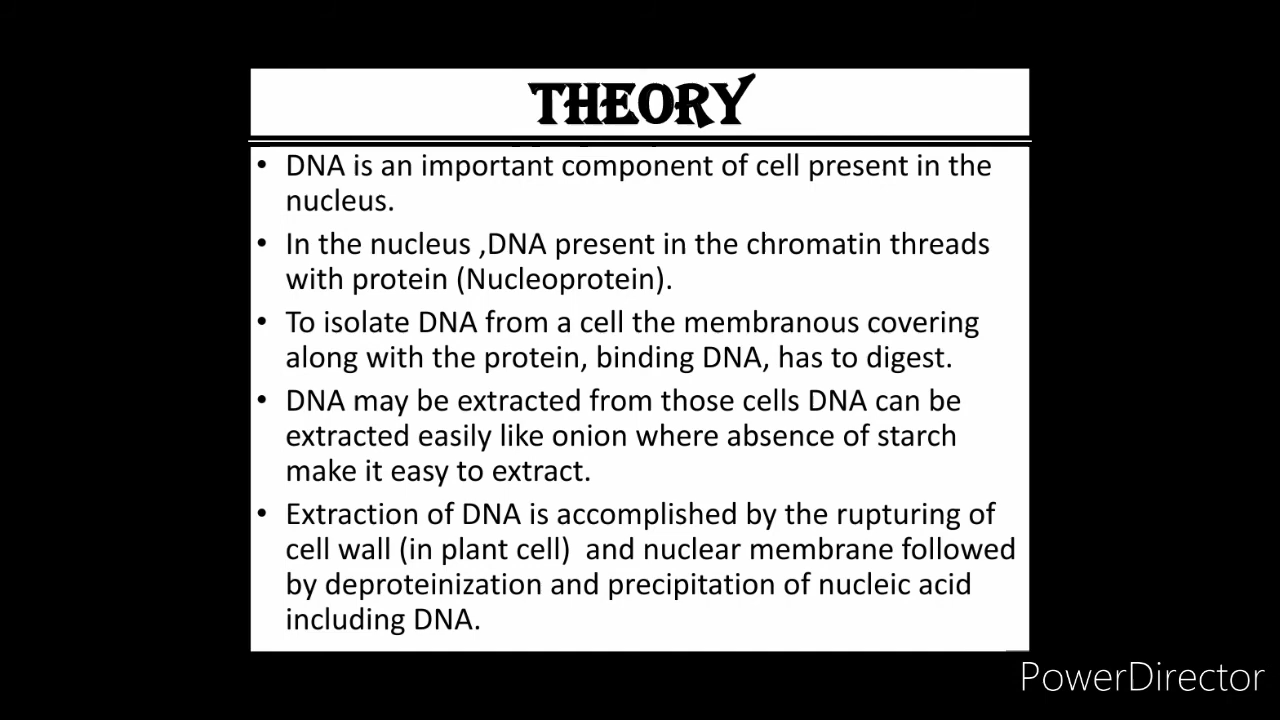 THEORY
• DNA is an important component of cell present in the
nucleus.
• In the nucleus ,DNA present in the chromatin threads
with protein (Nucleoprotein).
• To isolate DNA from a cell the membranous covering
along with the protein, binding DNA, has to digest.
• DNA may be extracted from those cells DNA can be
extracted easily like onion where absence of starch
make it easy to extract.
• Extraction of DNA is accomplished by the rupturing of
cell wall (in plant cell)  and nuclear membrane followed
by deproteinization and precipitation of nucleic acid
including DNA.
PowerDirector